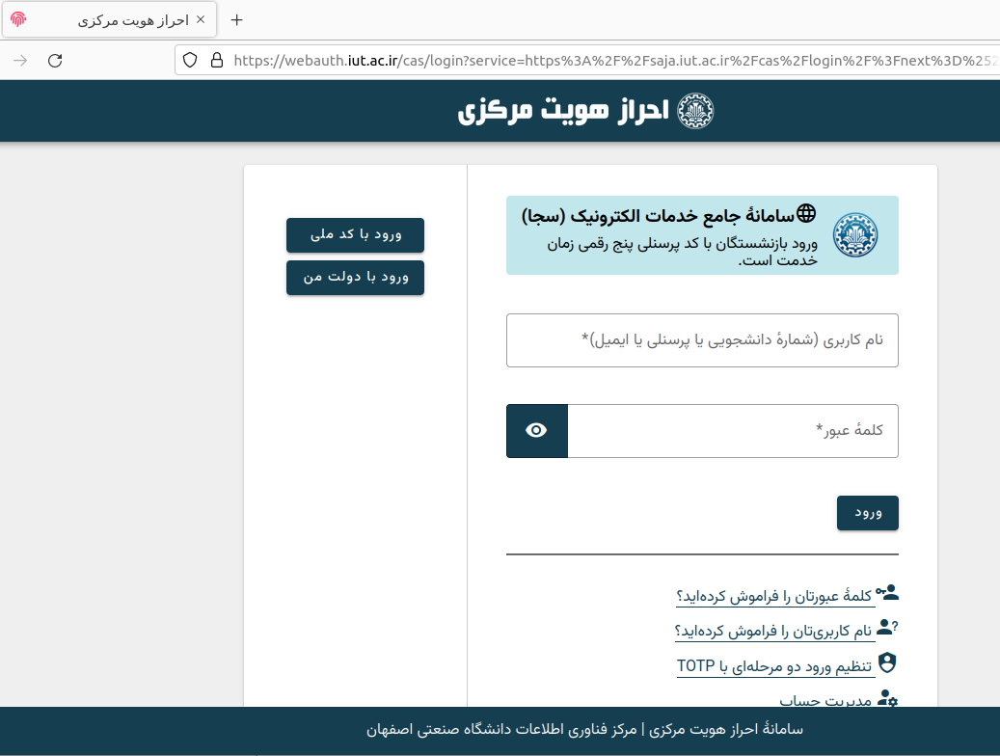 احراز هویت مرکزی
https://webauth.iut.ac.ir/cas/login?service=https%3A%2F%2Fsaja.iut.ac.ir%2Fcas%2Flogin%2F%3Fnext%3D%252
احراز هویت مرکزی
سامانهٔ جامع خدمات الکترونیک (سجا)
ورود بازنشستگان با کد پرسنلی پنج رقمی زمان
خدمت است.
نام کاربری (شمارهٔ دانشجویی یا پرسنلی یا ایمیل)*
کلمهٔ عبور*
ورود
کلمهٔ عبورتان را فراموش کرده‌اید؟
نام کاربری‌تان را فراموش کرده‌اید؟
تنظیم ورود دو مرحله‌ای با TOTP
مدیریت حساب
ورود با کد ملی
ورود با دولت من
سامانهٔ احراز هویت مرکزی | مرکز فناوری اطلاعات دانشگاه صنعتی اصفهان